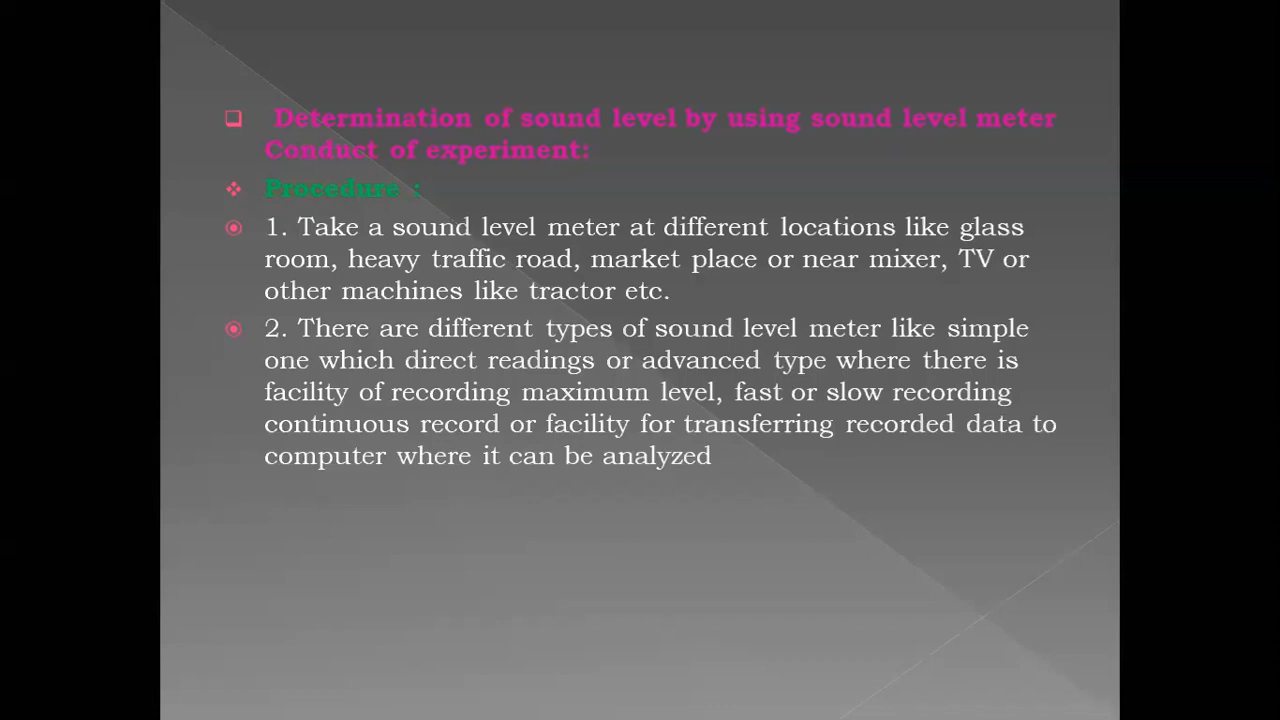 Determination of sound level by using sound level meter
Conduct of experiment:
Procedure :
1. Take a sound level meter at different locations like glass
room, heavy traffic road, market place or near mixer, TV or
other machines like tractor etc.
2. There are different types of sound level meter like simple
one which direct readings or advanced type where there is
facility of recording maximum level, fast or slow recording
continuous record or facility for transferring recorded data to
computer where it can be analyzed